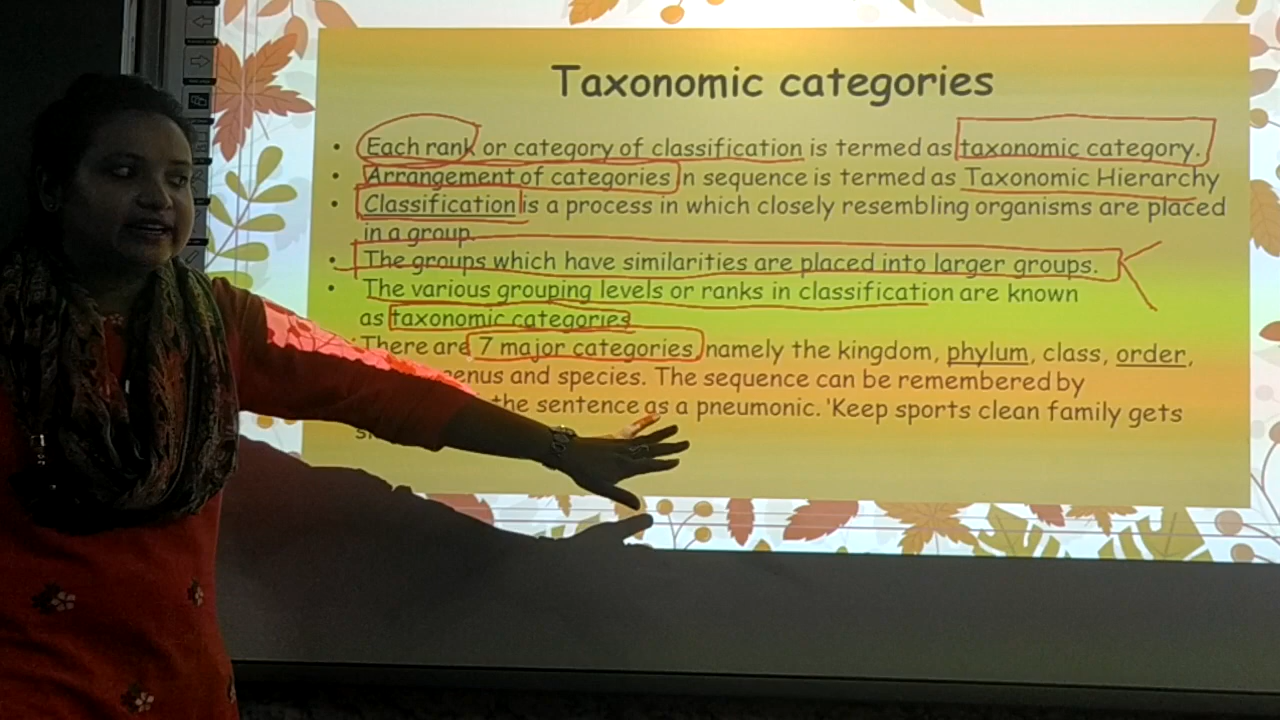 Taxonomic categories
• Each rank or category of classification is termed as taxonomic category.
• Arrangement of categories n sequence is termed as Taxonomic Hierarchy
• Classification is a process in which closely resembling organisms are placed
in a group.
• The groups which have similarities are placed into larger groups.
• The various grouping levels or ranks in classification are known
as taxonomic categories
There are 7 major categories namely the kingdom, phylum, class, order,
enus and species. The sequence can be remembered by
the sentence as a pneumonic. 'Keep sports clean family gets